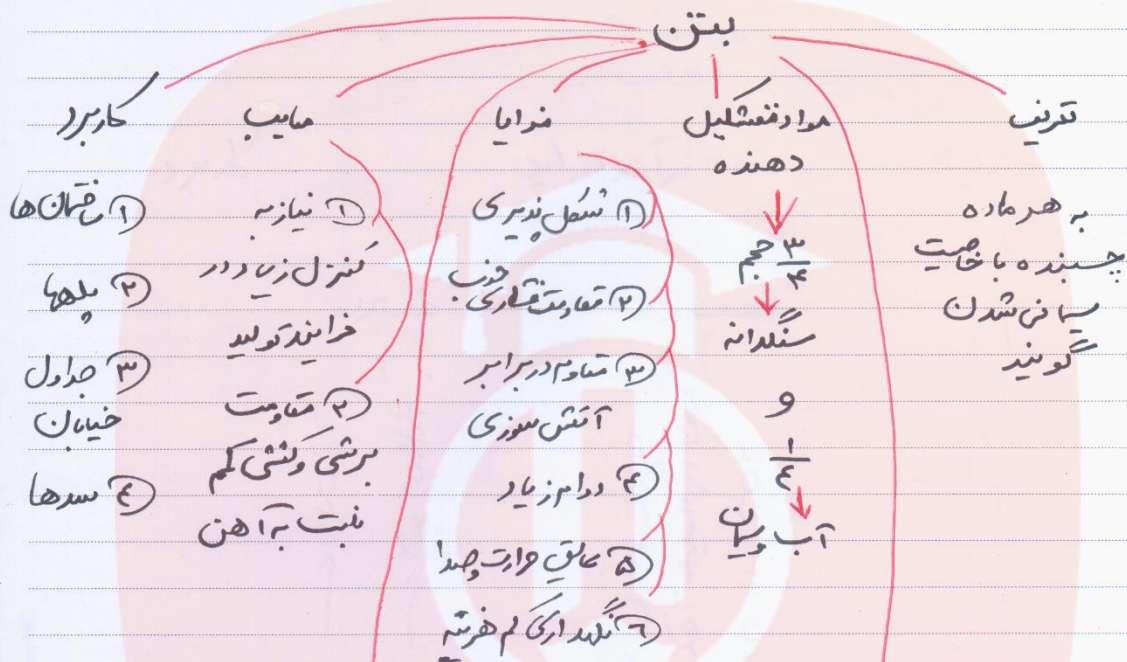 بتن
تعریف
به هر ماده
چسبنده با خاصیت
سیمانی شدن
گویند
مواد تشکیل
دهنده
۳/۴ حجم
سنگدانه
و
۱/۴
آب و سیمان
مزایا
۱ شکل پذیری
۲ مقاومت فشاری خوب
۳ مقاوم در برابر
آتش سوزی
۴ دوام زیاد
۵ عایق حرارت و صدا
۶ نگهداری کم هزینه
معایب
۱ نیاز به
کنترل زیاد در
فرایند تولید
۲ مقاومت
برشی و کششی کم
نسبت به آهن
کاربرد
۱ ساختمان ها
۲ پلها
۳ جداول
خیابان
۴ سدها